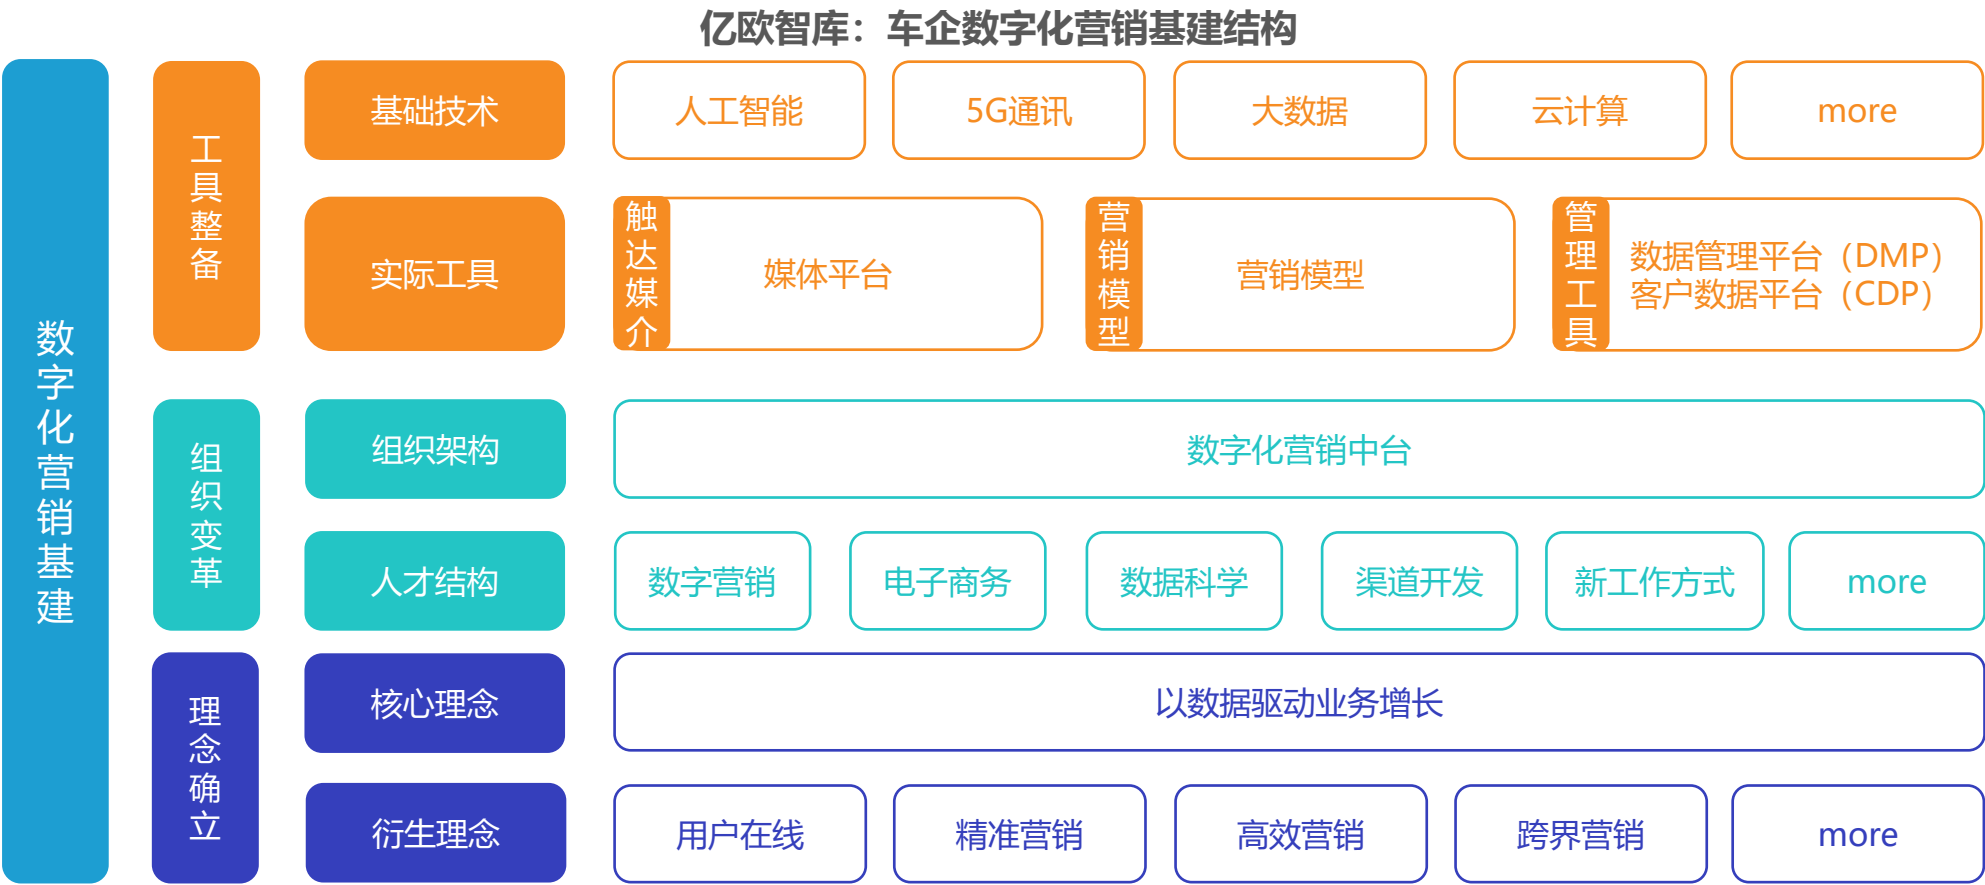 亿欧智库：车企数字化营销基建结构
数字化营销基建
工具整备
基础技术
人工智能
5G通讯
大数据
云计算
more
实际工具
触达媒介
媒体平台
营销模型
营销模型
管理工具
数据管理平台（DMP）
客户数据平台（CDP）
组织变革
组织架构
数字化营销中台
人才结构
数字营销
电子商务
数据科学
渠道开发
新工作方式
more
理念确立
核心理念
以数据驱动业务增长
衍生理念
用户在线
精准营销
高效营销
跨界营销
more